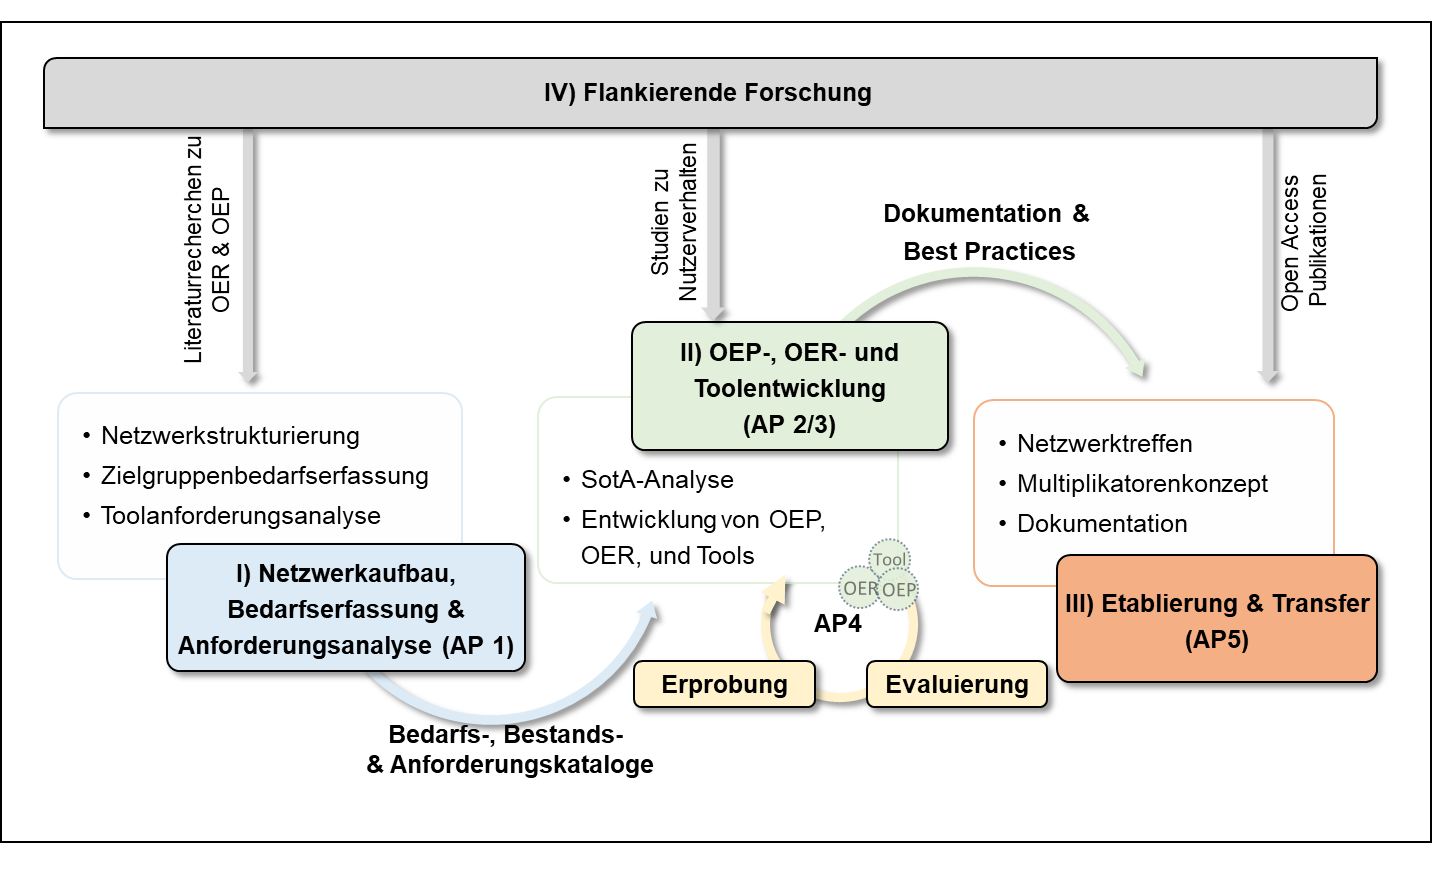 IV) Flankierende Forschung
Literaturrecherchen zu
OER & OEP
Studien zu
Nutzerverhalten
Open Access
Publikationen
Dokumentation &
Best Practices
• Netzwerkstrukturierung
• Zielgruppenbedarfserfassung
• Toolanforderungsanalyse
I) Netzwerkaufbau,
Bedarfserfassung &
Anforderungsanalyse (AP 1)
Bedarfs-, Bestands-
& Anforderungskataloge
II) OEP-, OER- und
Toolentwicklung
(AP 2/3)
• SotA-Analyse
• Entwicklung von OEP,
OER, und Tools
Tool
OER
OEP
AP4
Erprobung
Evaluierung
• Netzwerktreffen
• Multiplikatorenkonzept
• Dokumentation
III) Etablierung & Transfer
(AP5)